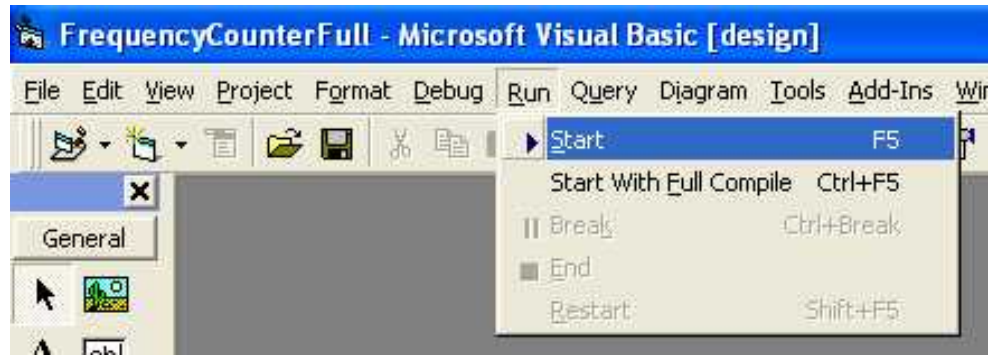 FrequencyCounterFull - Microsoft Visual Basic [design]
File Edit View Project Format Debug Run Query Diagram Tools Add-Ins
Start F5
Start With Full Compile Ctrl+F5
General
Break Ctrl+Break
End
Restart Shift+F5
A ab|